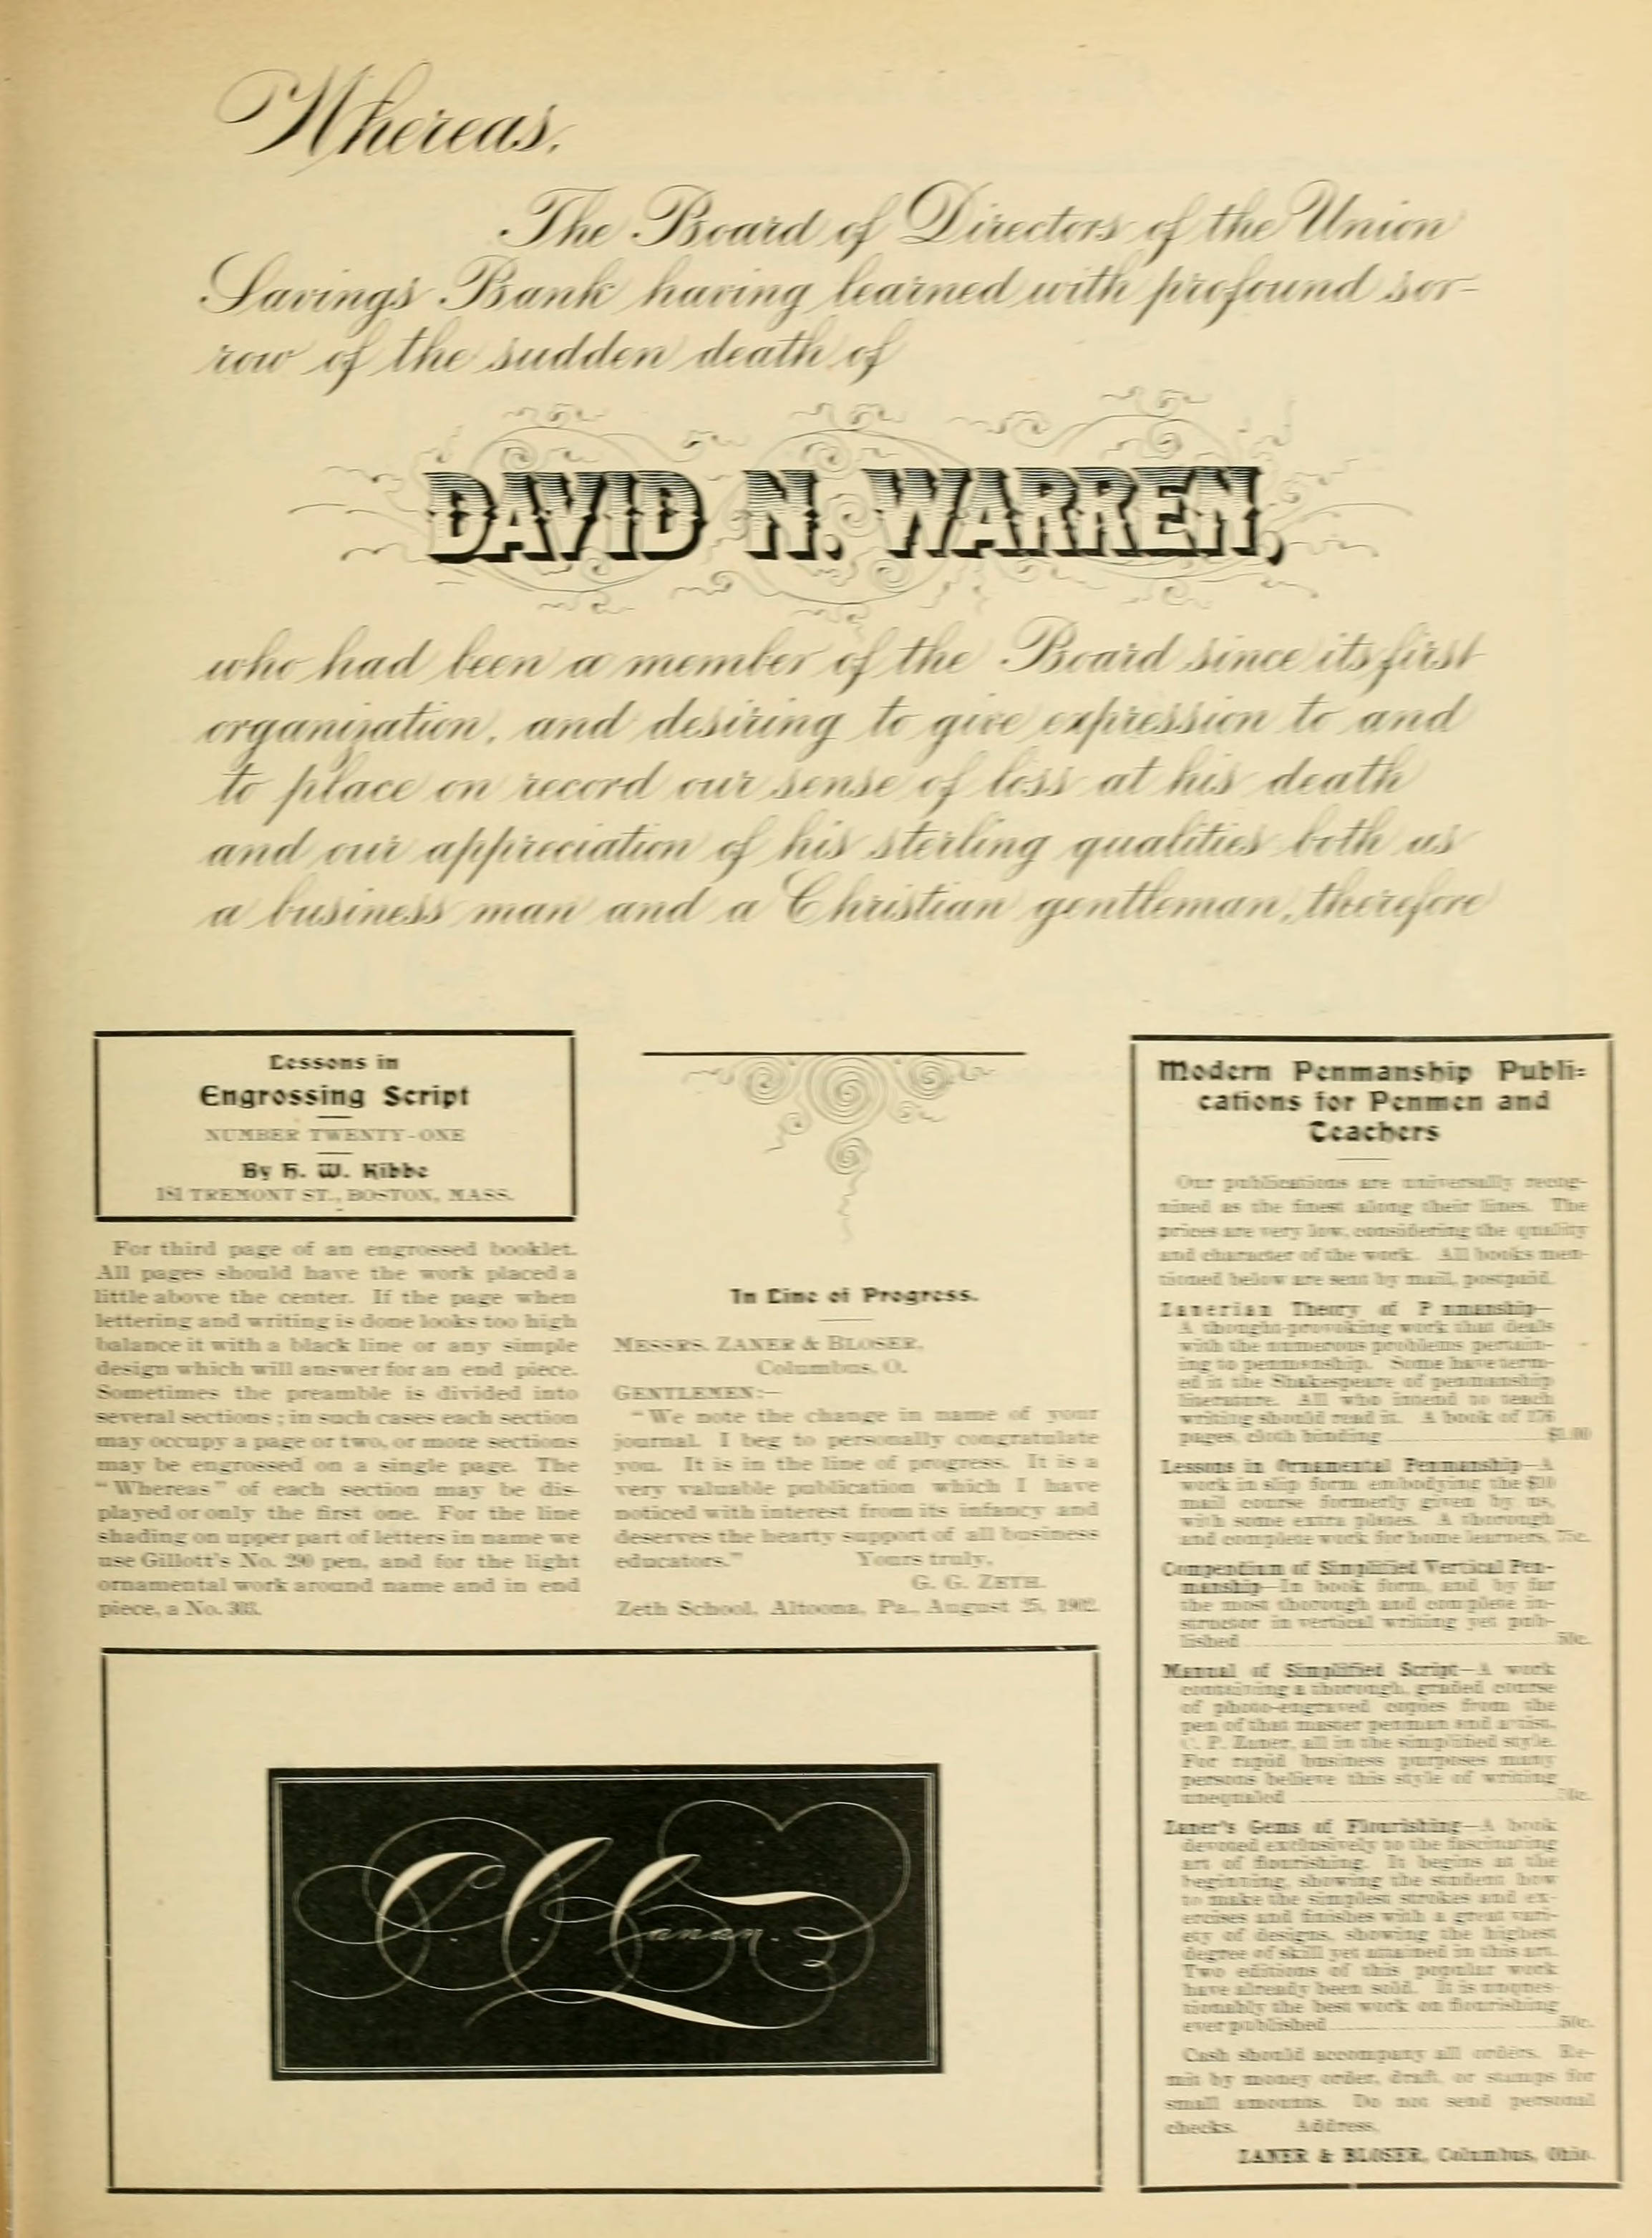 Whereas,
The Board of Directors of the Union
Savings Bank having learned with profound sor-
row of the sudden death of
DAVID N. WARREN,
who had been a member of the Board since its first
organization, and desiring to give expression to and
to place on record our sense of loss at his death
and our appreciation of his sterling qualities both as
a business man and a Christian gentleman, therefore
Lessons in
Engrossing Script
NUMBER TWENTY-ONE
By H. W. Kibbe
181 TREMONT ST., BOSTON, MASS.
For third page of an engrossed booklet.
All pages should have the work placed a
little above the center. If the page when
lettering and writing is done looks too high
balance it with a black line or any simple
design which will answer for an end piece.
Sometimes the preamble is divided into
several sections; in such cases each section
may occupy a page or two, or more sections
may be engrossed on a single page. The
"Whereas" of each section may be dis-
played or only the first one. For the line
shading on upper part of letters in name we
use Gillott's No. 290 pen, and for the light
ornamental work around name and in end
piece, a No. 303.
In Line of Progress.
MESSRS. ZANER & BLOSER,
Columbus, O.
GENTLEMEN:—
"We note the change in name of your
journal. I beg to personally congratulate
you. It is in the line of progress. It is a
very valuable publication which I have
noticed with interest from its infancy and
deserves the hearty support of all business
educators." Yours truly,
G. G. ZETH.
Zeth School, Altoona, Pa., August 25, 1902.
Modern Penmanship Publi-
cations for Penmen and
Teachers
Our publications are universally recog-
nized as the finest along their lines. The
prices are very low, considering the quality
and character of the work. All books men-
tioned below are sent by mail, postpaid.
Zanerian Theory of P nmanship—
A thought-provoking work that deals
with the numerous problems pertain-
ing to penmanship. Some have term-
ed it the Shakespeare of penmanship
literature. All who intend to teach
writing should read it. A book of 176
pages, cloth binding $1.00
Lessons in Ornamental Penmanship—A
work in slip form embodying the $10
mail course formerly given by us,
with some extra plates. A thorough
and complete work for home learners, 75c.
Compendium of Simplified Vertical Pen-
manship—In book form, and by far
the most thorough and complete in-
structor in vertical writing yet pub-
lished 50c.
Manual of Simplified Script—A work
containing a thorough, graded course
of photo-engraved copies from the
pen of that master penman and artist,
C. P. Zaner, all in the simplified style.
For rapid business purposes many
persons believe this style of writing
unequaled
Zaner's Gems of Flourishing—A book
devoted exclusively to the fascinating
art of flourishing. It begins at the
beginning, showing the student how
to make the simplest strokes and ex-
ercises and finishes with a great vari-
ety of designs, showing the highest
degree of skill yet attained in this art.
Two editions of this popular work
have already been sold. It is unques-
tionably the best work on flourishing
ever published 50c.
Cash should accompany all orders. Re-
mit by money order, draft, or stamps for
small amounts. Do not send personal
checks. Address,
ZANER & BLOSER, Columbus, Ohio.
C. C. Canan.